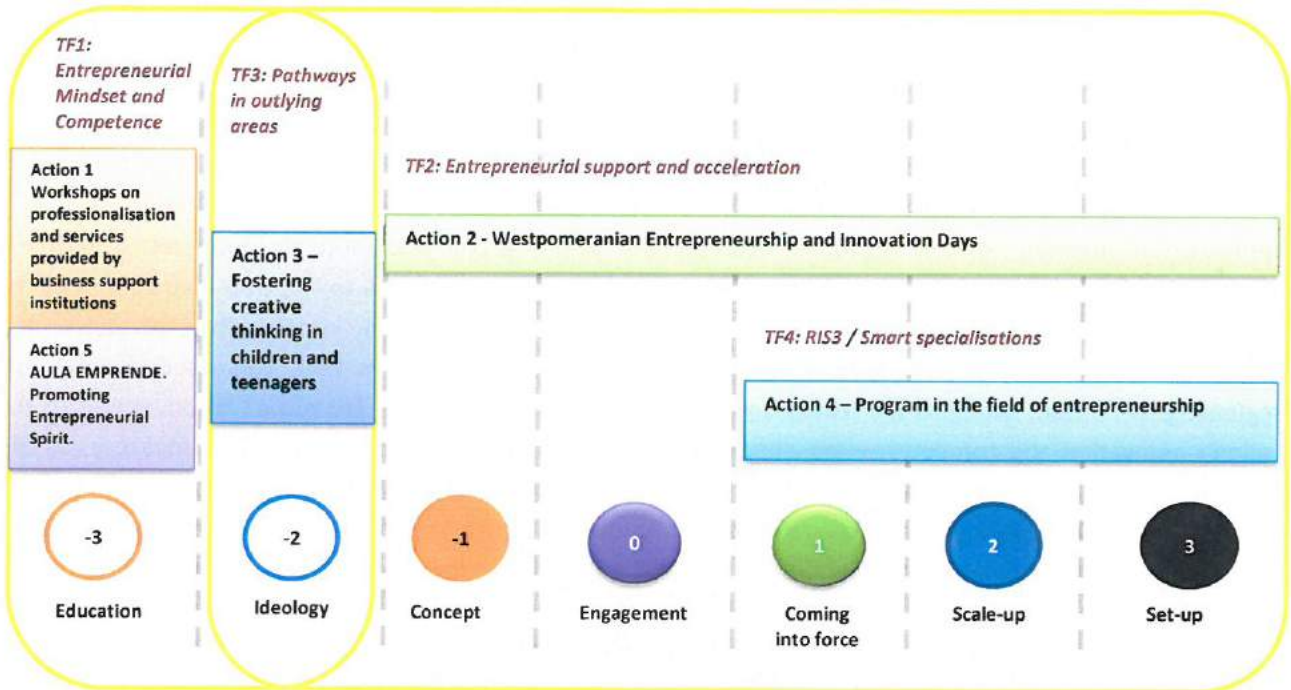 TF1:
Entrepreneurial
Mindset and
Competence
Action 1
Workshops on
professionalisation
and services
provided by
business support
institutions
Action 5
AULA EMPRENDE.
Promoting
Entrepreneurial
Spirit.
TF3: Pathways
in outlying
areas
Action 3 –
Fostering
creative
thinking in
children and
teenagers
TF2: Entrepreneurial support and acceleration
Action 2 - Westpomeranian Entrepreneurship and Innovation Days
TF4: RIS3 / Smart specialisations
Action 4 – Program in the field of entrepreneurship
-3
-2
-1
0
1
2
3
Education
Ideology
Concept
Engagement
Coming
into force
Scale-up
Set-up